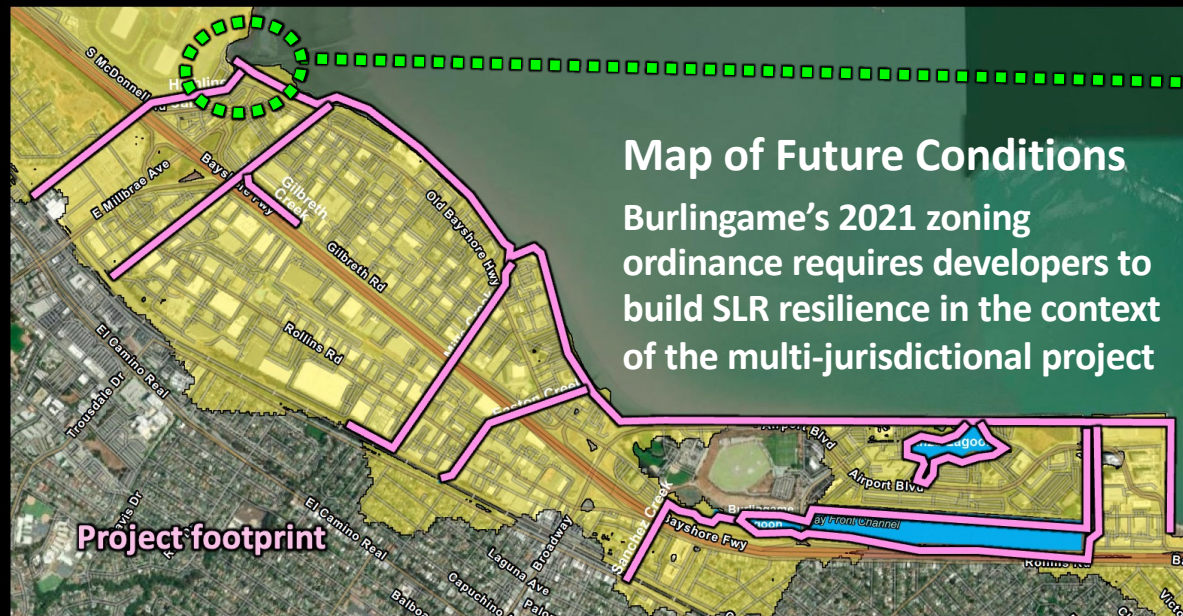 Map of Future Conditions
Burlingame’s 2021 zoning
ordinance requires developers to
build SLR resilience in the context
of the multi-jurisdictional project
S McDonnell
E Millbrae Ave
Bayshore Fwy
Gilbreth
Creek
Old Bayshore Hwy
Gilbreth Rd
Rollins Rd
El Camino Real
Trousdale Dr
Easton Creek
Airport Blvd
Airport Blvd
Sanchez Creek
Burlingame
Lagoon
Bay Front Channel
Bayshore Fwy
Rollins Rd
Project footprint
El Camino Real
Broadway
Laguna Ave
Capuchino